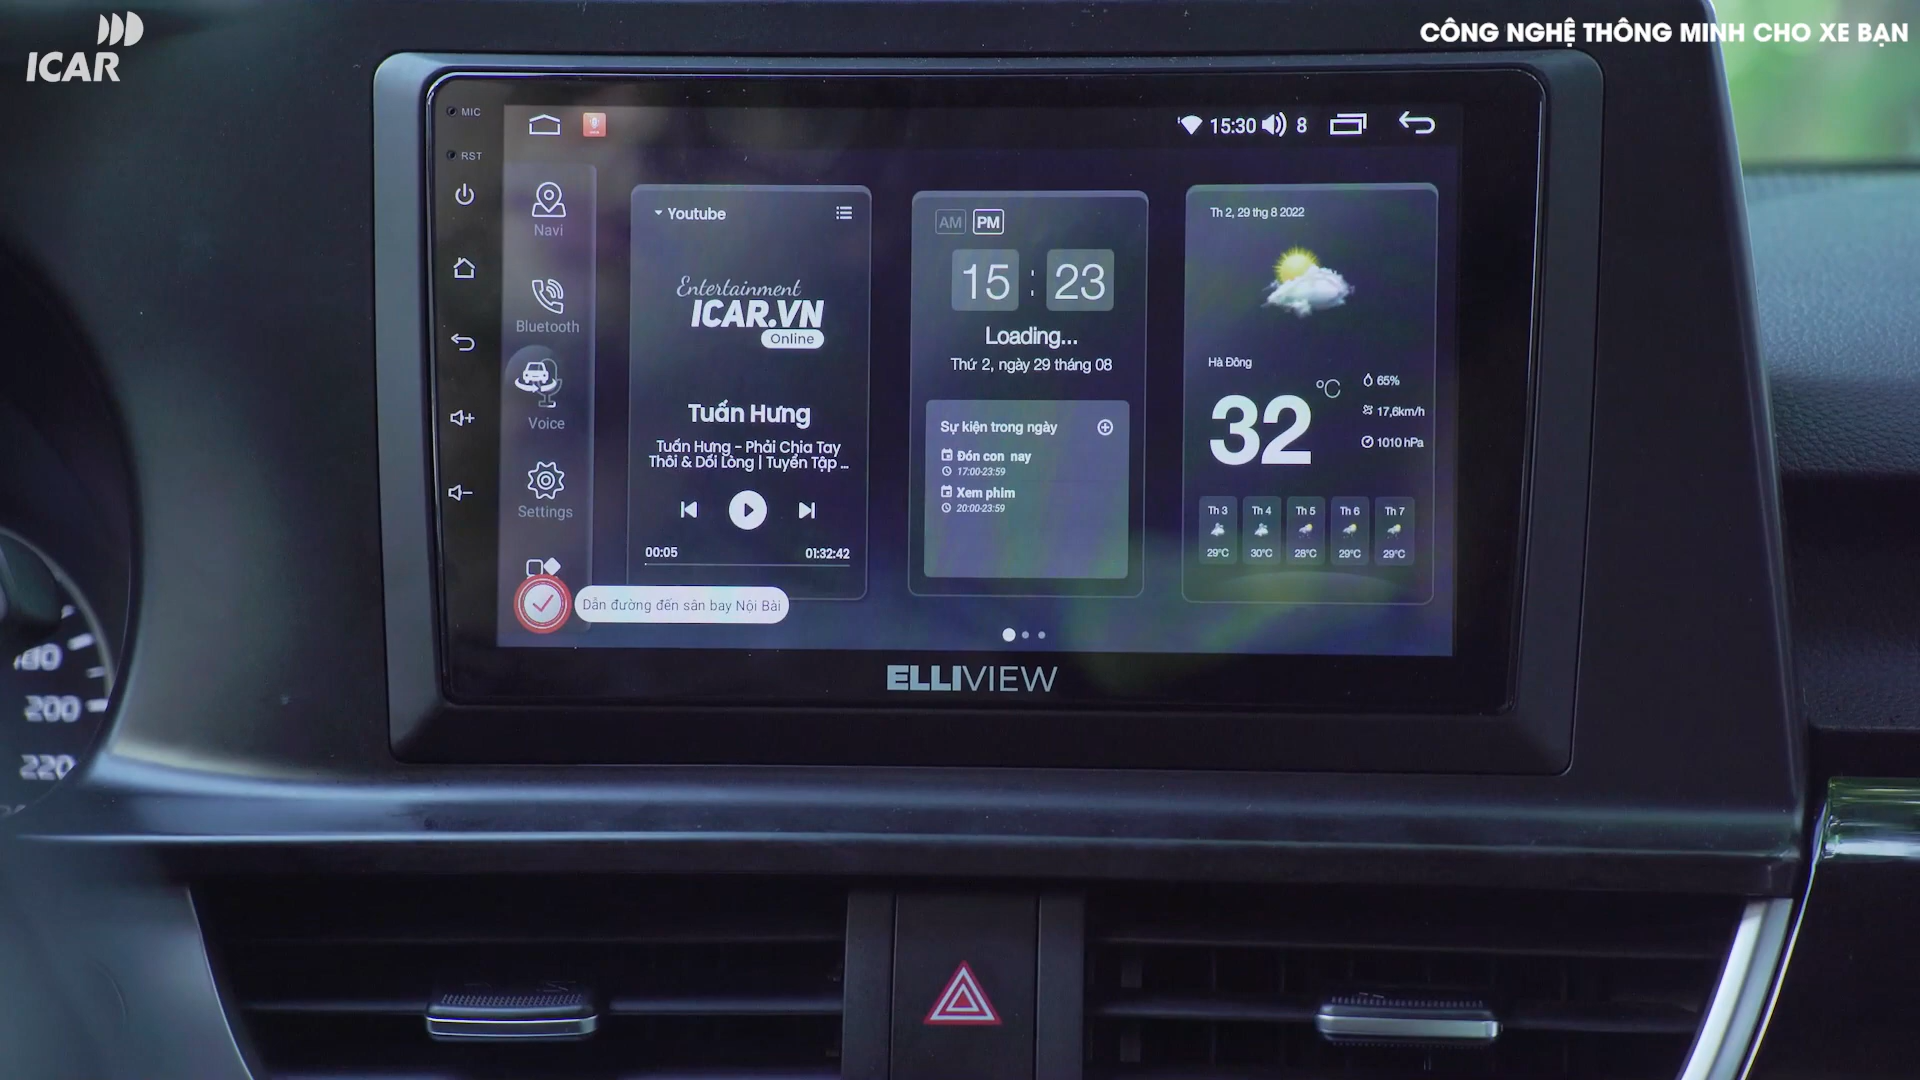 ICAR
CÔNG NGHỆ THÔNG MINH CHO XE BẠN
MIC
RST
15:30
8
Navi
Bluetooth
Voice
Settings
Youtube
Entertainment
ICAR.VN
Online
Tuấn Hưng
Tuấn Hưng - Phải Chia Tay
Thôi & Dối Lòng | Tuyển Tập ...
00:05
01:32:42
Dẫn đường đến sân bay Nội Bài
AM PM
15 : 23
Loading...
Thứ 2, ngày 29 tháng 08
Sự kiện trong ngày
Đón con nay
17:00-23:59
Xem phim
20:00-23:59
Th 2, 29 thg 8 2022
Hà Đông
32 °C
65%
17,6km/h
1010 hPa
Th 3 Th 4 Th 5 Th 6 Th 7
29°C 30°C 28°C 29°C 29°C
ELLIVIEW
180
200
220